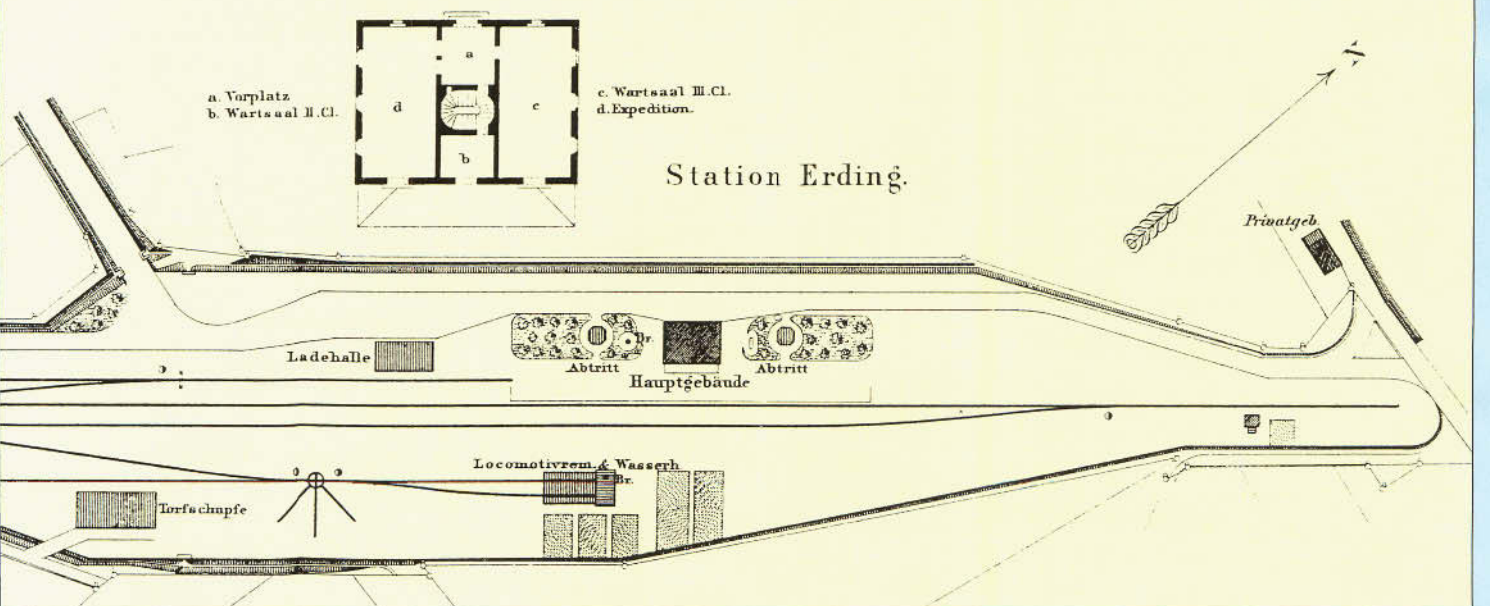 a
d
c
b
a. Vorplatz
b. Wartsaal II.Cl.
c. Wartsaal III.Cl.
d. Expedition.
Station Erding.
N
Privatgeb.
Br.
Ladehalle
Abtritt
Abtritt
Hauptgebäude
Locomotivrem. & Wasserh.
Br.
Torfschupfe